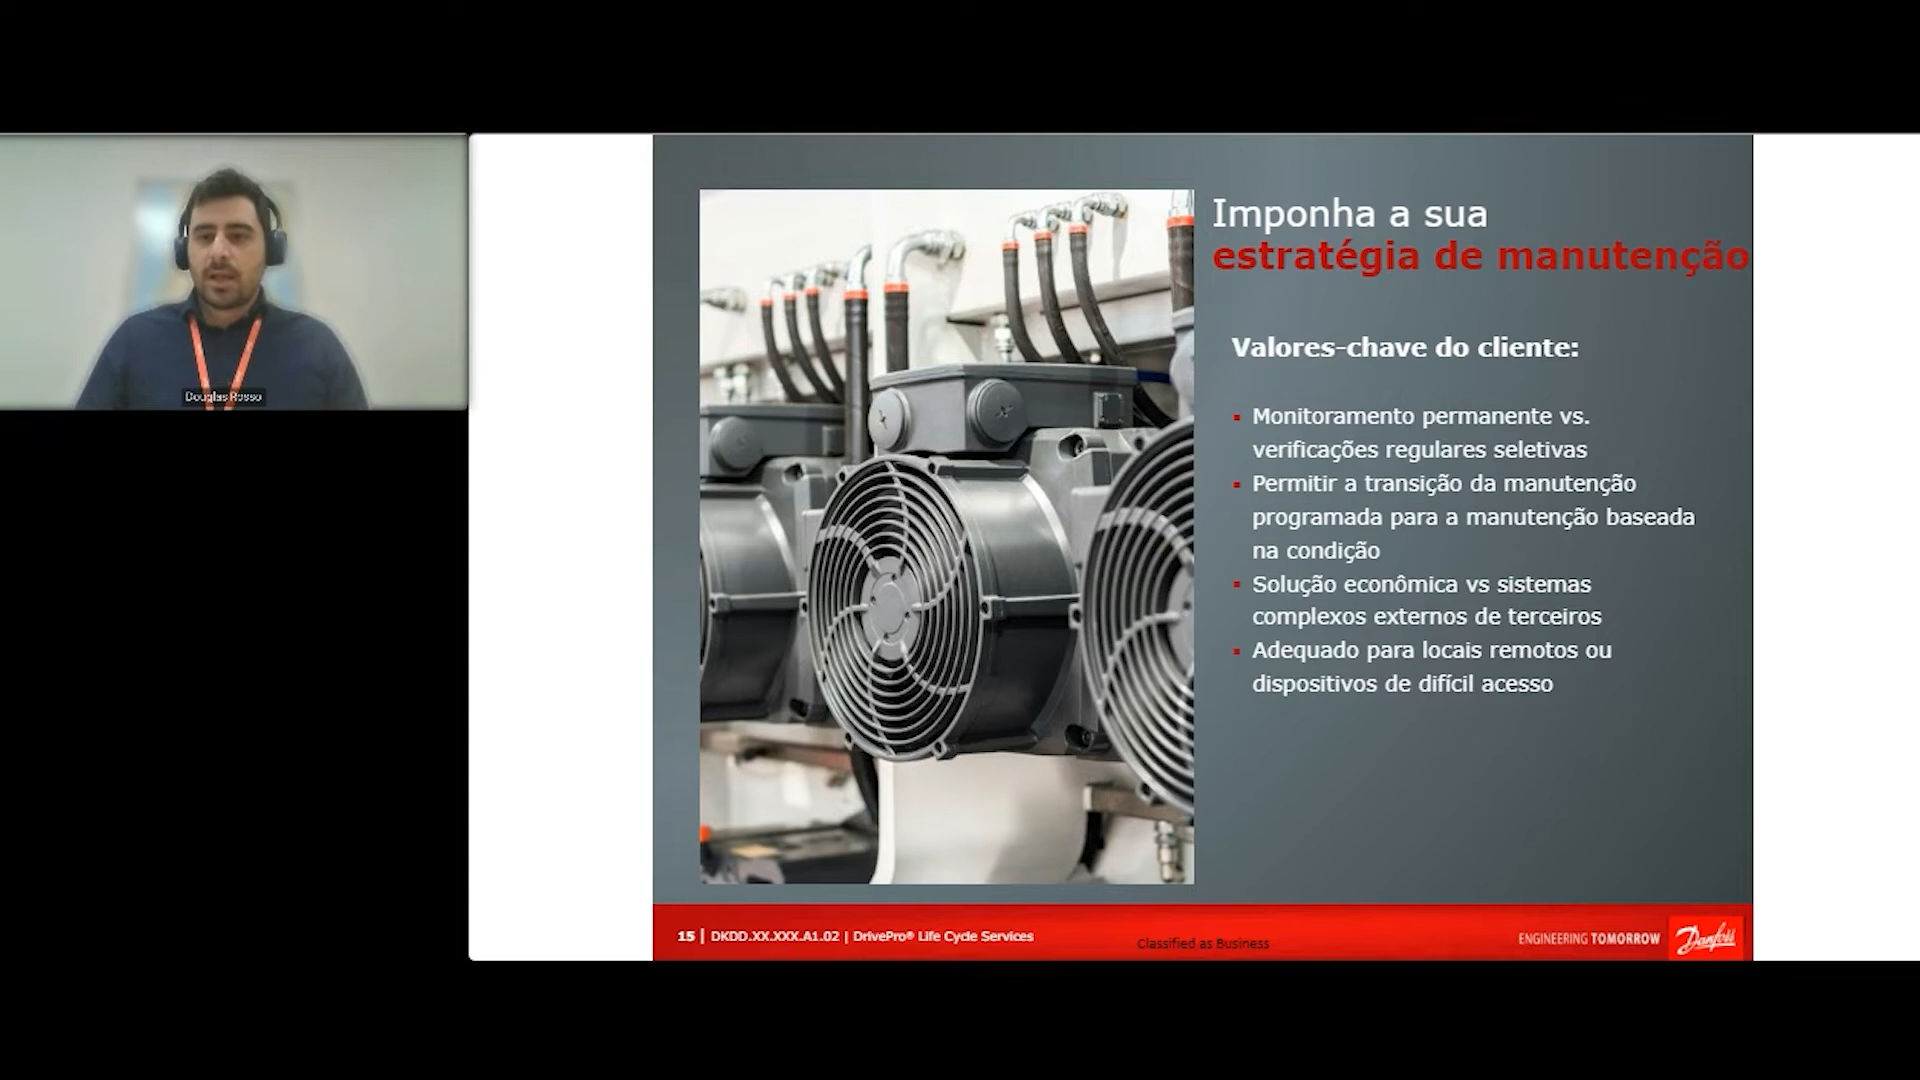 Douglas Rosso
Imponha a sua
estratégia de manutenção
Valores-chave do cliente:
▪ Monitoramento permanente vs.
verificações regulares seletivas
▪ Permitir a transição da manutenção
programada para a manutenção baseada
na condição
▪ Solução econômica vs sistemas
complexos externos de terceiros
▪ Adequado para locais remotos ou
dispositivos de difícil acesso
15 | DKDD.XX.XXX.A1.02 | DrivePro® Life Cycle Services
Classified as Business
ENGINEERING TOMORROW
Danfoss